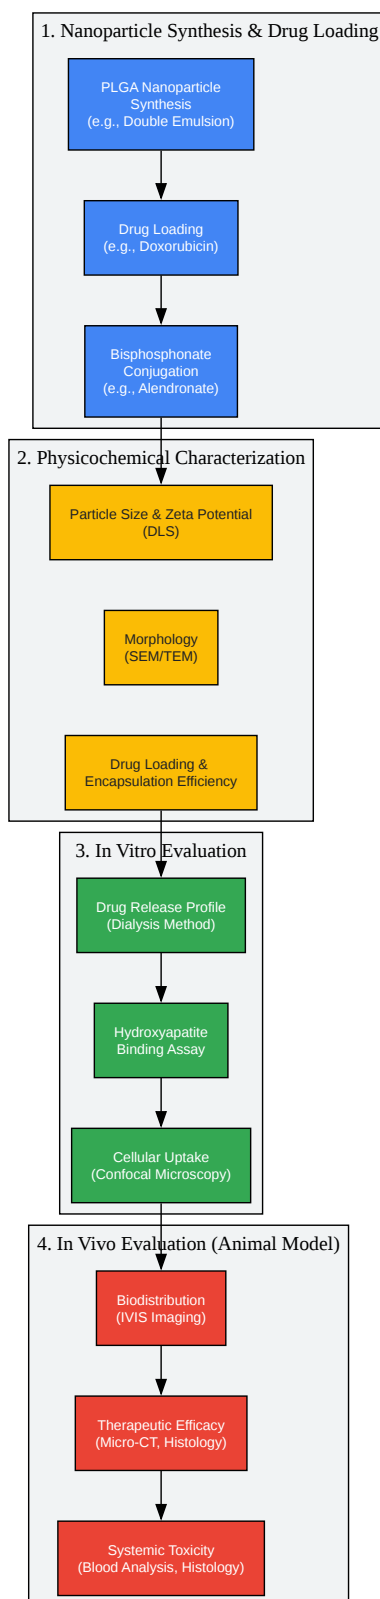 1. Nanoparticle Synthesis & Drug Loading
PLGA Nanoparticle
Synthesis
(e.g., Double Emulsion)
Drug Loading
(e.g., Doxorubicin)
Bisphosphonate
Conjugation
(e.g., Alendronate)
2. Physicochemical Characterization
Particle Size & Zeta Potential
(DLS)
Morphology
(SEM/TEM)
Drug Loading &
Encapsulation Efficiency
3. In Vitro Evaluation
Drug Release Profile
(Dialysis Method)
Hydroxyapatite
Binding Assay
Cellular Uptake
(Confocal Microscopy)
4. In Vivo Evaluation (Animal Model)
Biodistribution
(IVIS Imaging)
Therapeutic Efficacy
(Micro-CT, Histology)
Systemic Toxicity
(Blood Analysis, Histology)